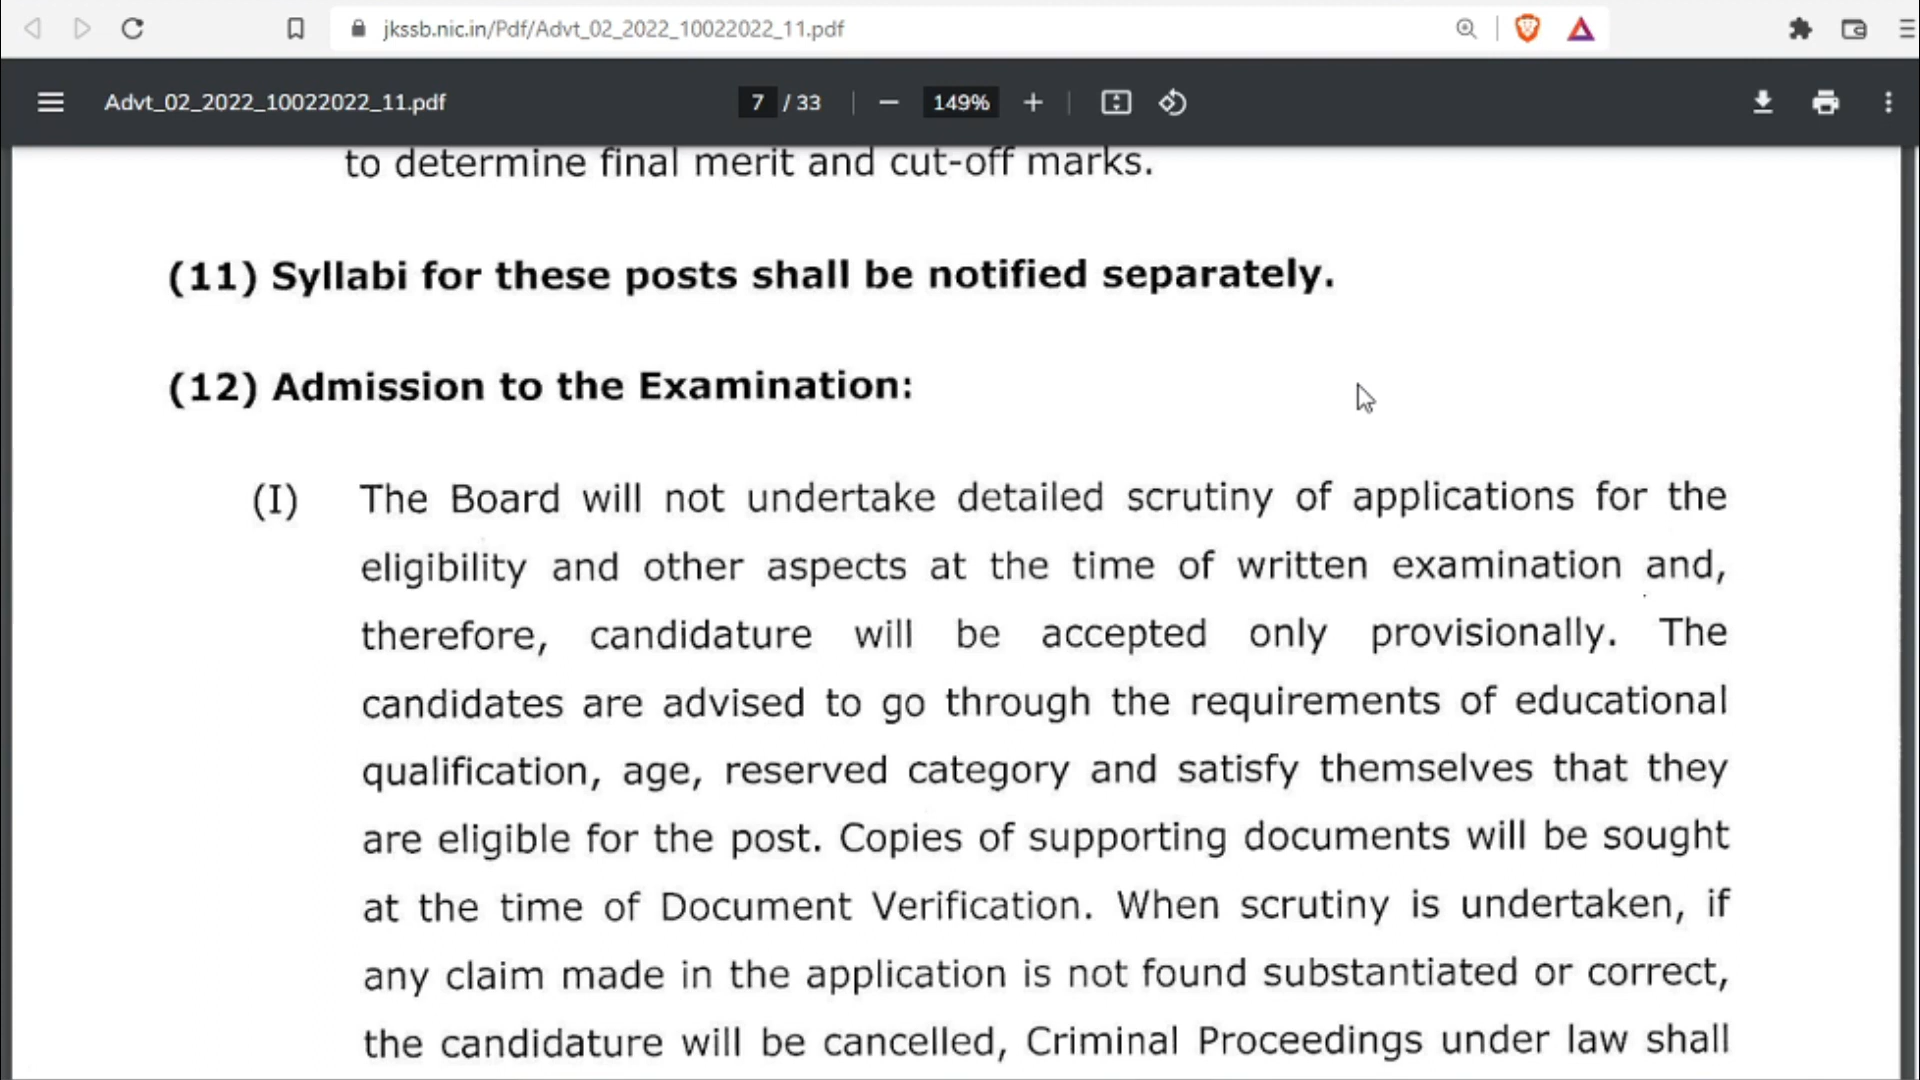 jkssb.nic.in/Pdf/Advt_02_2022_10022022_11.pdf
Advt_02_2022_10022022_11.pdf
7 / 33
149%
to determine final merit and cut-off marks.
(11) Syllabi for these posts shall be notified separately.
(12) Admission to the Examination:
(I) The Board will not undertake detailed scrutiny of applications for the
eligibility and other aspects at the time of written examination and,
therefore, candidature will be accepted only provisionally. The
candidates are advised to go through the requirements of educational
qualification, age, reserved category and satisfy themselves that they
are eligible for the post. Copies of supporting documents will be sought
at the time of Document Verification. When scrutiny is undertaken, if
any claim made in the application is not found substantiated or correct,
the candidature will be cancelled, Criminal Proceedings under law shall